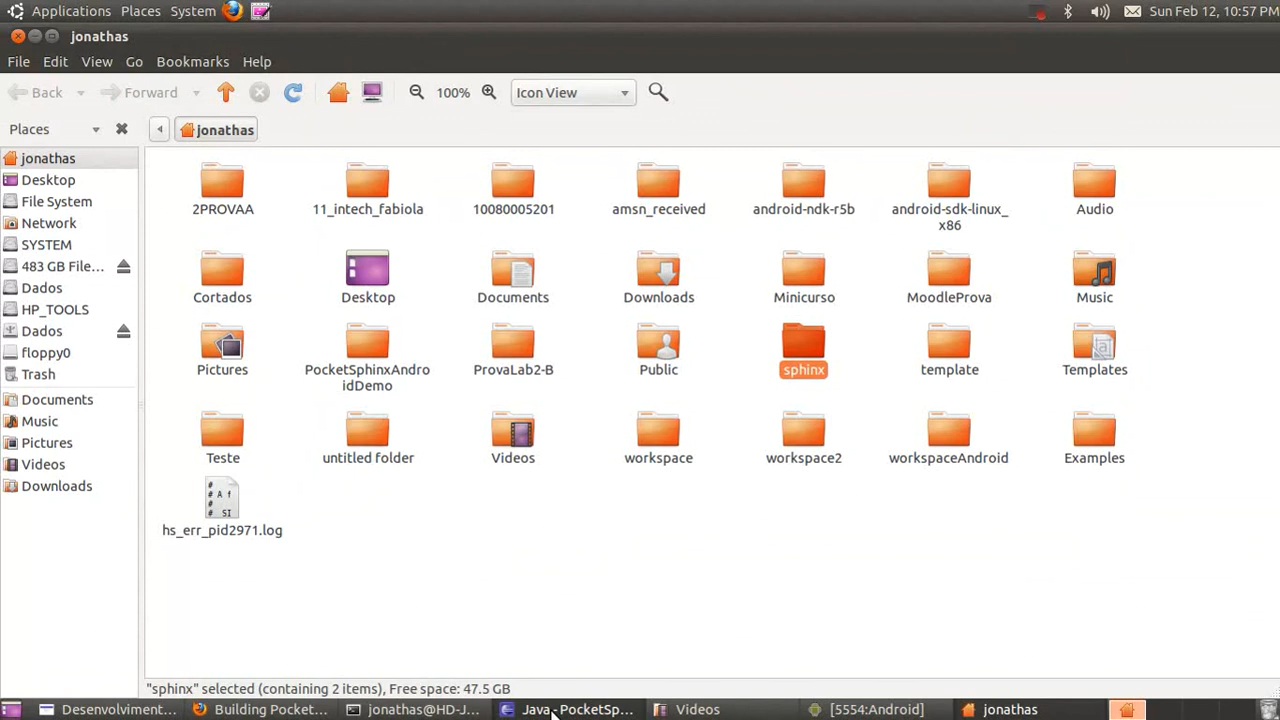 Applications Places System Sun Feb 12, 10:57 PM
jonathas
File Edit View Go Bookmarks Help
Back Forward 100% Icon View
Places jonathas
jonathas
Desktop
File System
Network
SYSTEM
483 GB File...
Dados
HP_TOOLS
Dados
floppy0
Trash
Documents
Music
Pictures
Videos
Downloads
2PROVAA 11_intech_fabiola 10080005201 amsn_received android-ndk-r5b android-sdk-linux_ Audio
x86
Cortados Desktop Documents Downloads Minicurso MoodleProva Music
Pictures PocketSphinxAndro ProvaLab2-B Public sphinx template Templates
idDemo
Teste untitled folder Videos workspace workspace2 workspaceAndroid Examples
# # A f # # SI
hs_err_pid2971.log
"sphinx" selected (containing 2 items), Free space: 47.5 GB
Desenvolviment... Building PocketSp... jonathas@HD-J... Java - PocketSp... Videos [5554:Android] jonathas